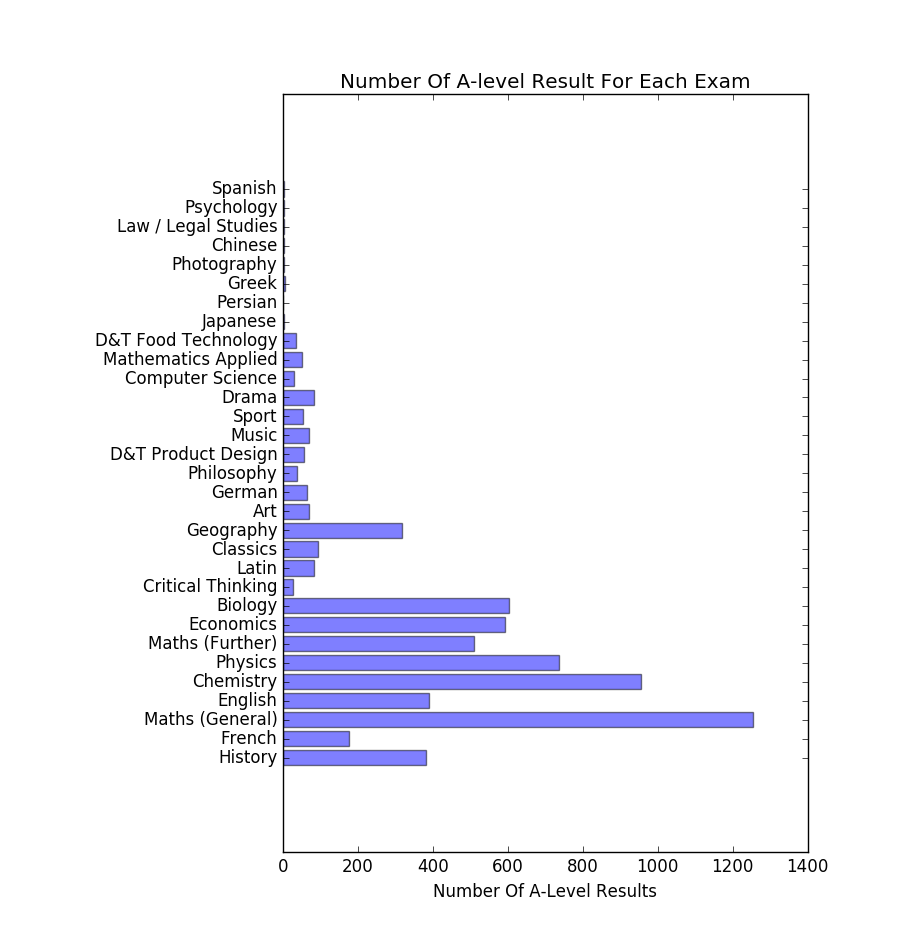 Number Of A-level Result For Each Exam
Spanish
Psychology
Law / Legal Studies
Chinese
Photography
Greek
Persian
Japanese
D&T Food Technology
Mathematics Applied
Computer Science
Drama
Sport
Music
D&T Product Design
Philosophy
German
Art
Geography
Classics
Latin
Critical Thinking
Biology
Economics
Maths (Further)
Physics
Chemistry
English
Maths (General)
French
History
0 200 400 600 800 1000 1200 1400
Number Of A-Level Results